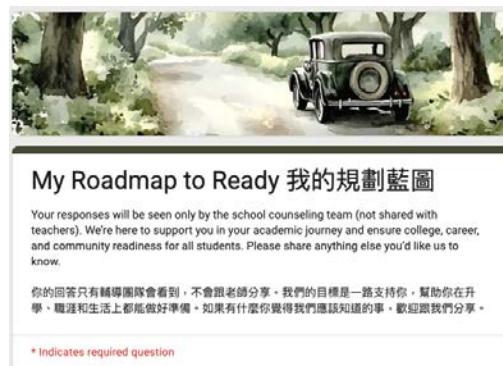 My Roadmap to Ready 我的規劃藍圖
Your responses will be seen only by the school counseling team (not shared with
teachers). We're here to support you in your academic journey and ensure college, career,
and community readiness for all students. Please share anything else you'd like us to
know.
你的回答只有輔導團隊會看到，不會跟老師分享。我們的目標是一路支持你，幫助你在升
學、職涯和生活上都能做好準備。如果有什麼你覺得我們應該知道的事，歡迎跟我們分享。
* Indicates required question